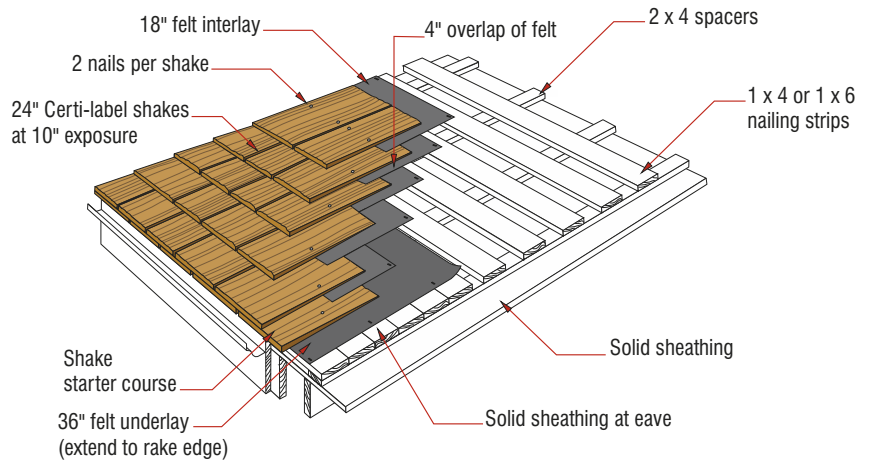 18" felt interlay
4" overlap of felt
2 x 4 spacers
2 nails per shake
24" Certi-label shakes
at 10" exposure
1 x 4 or 1 x 6
nailing strips
Solid sheathing
Shake
starter course
Solid sheathing at eave
36" felt underlay
(extend to rake edge)